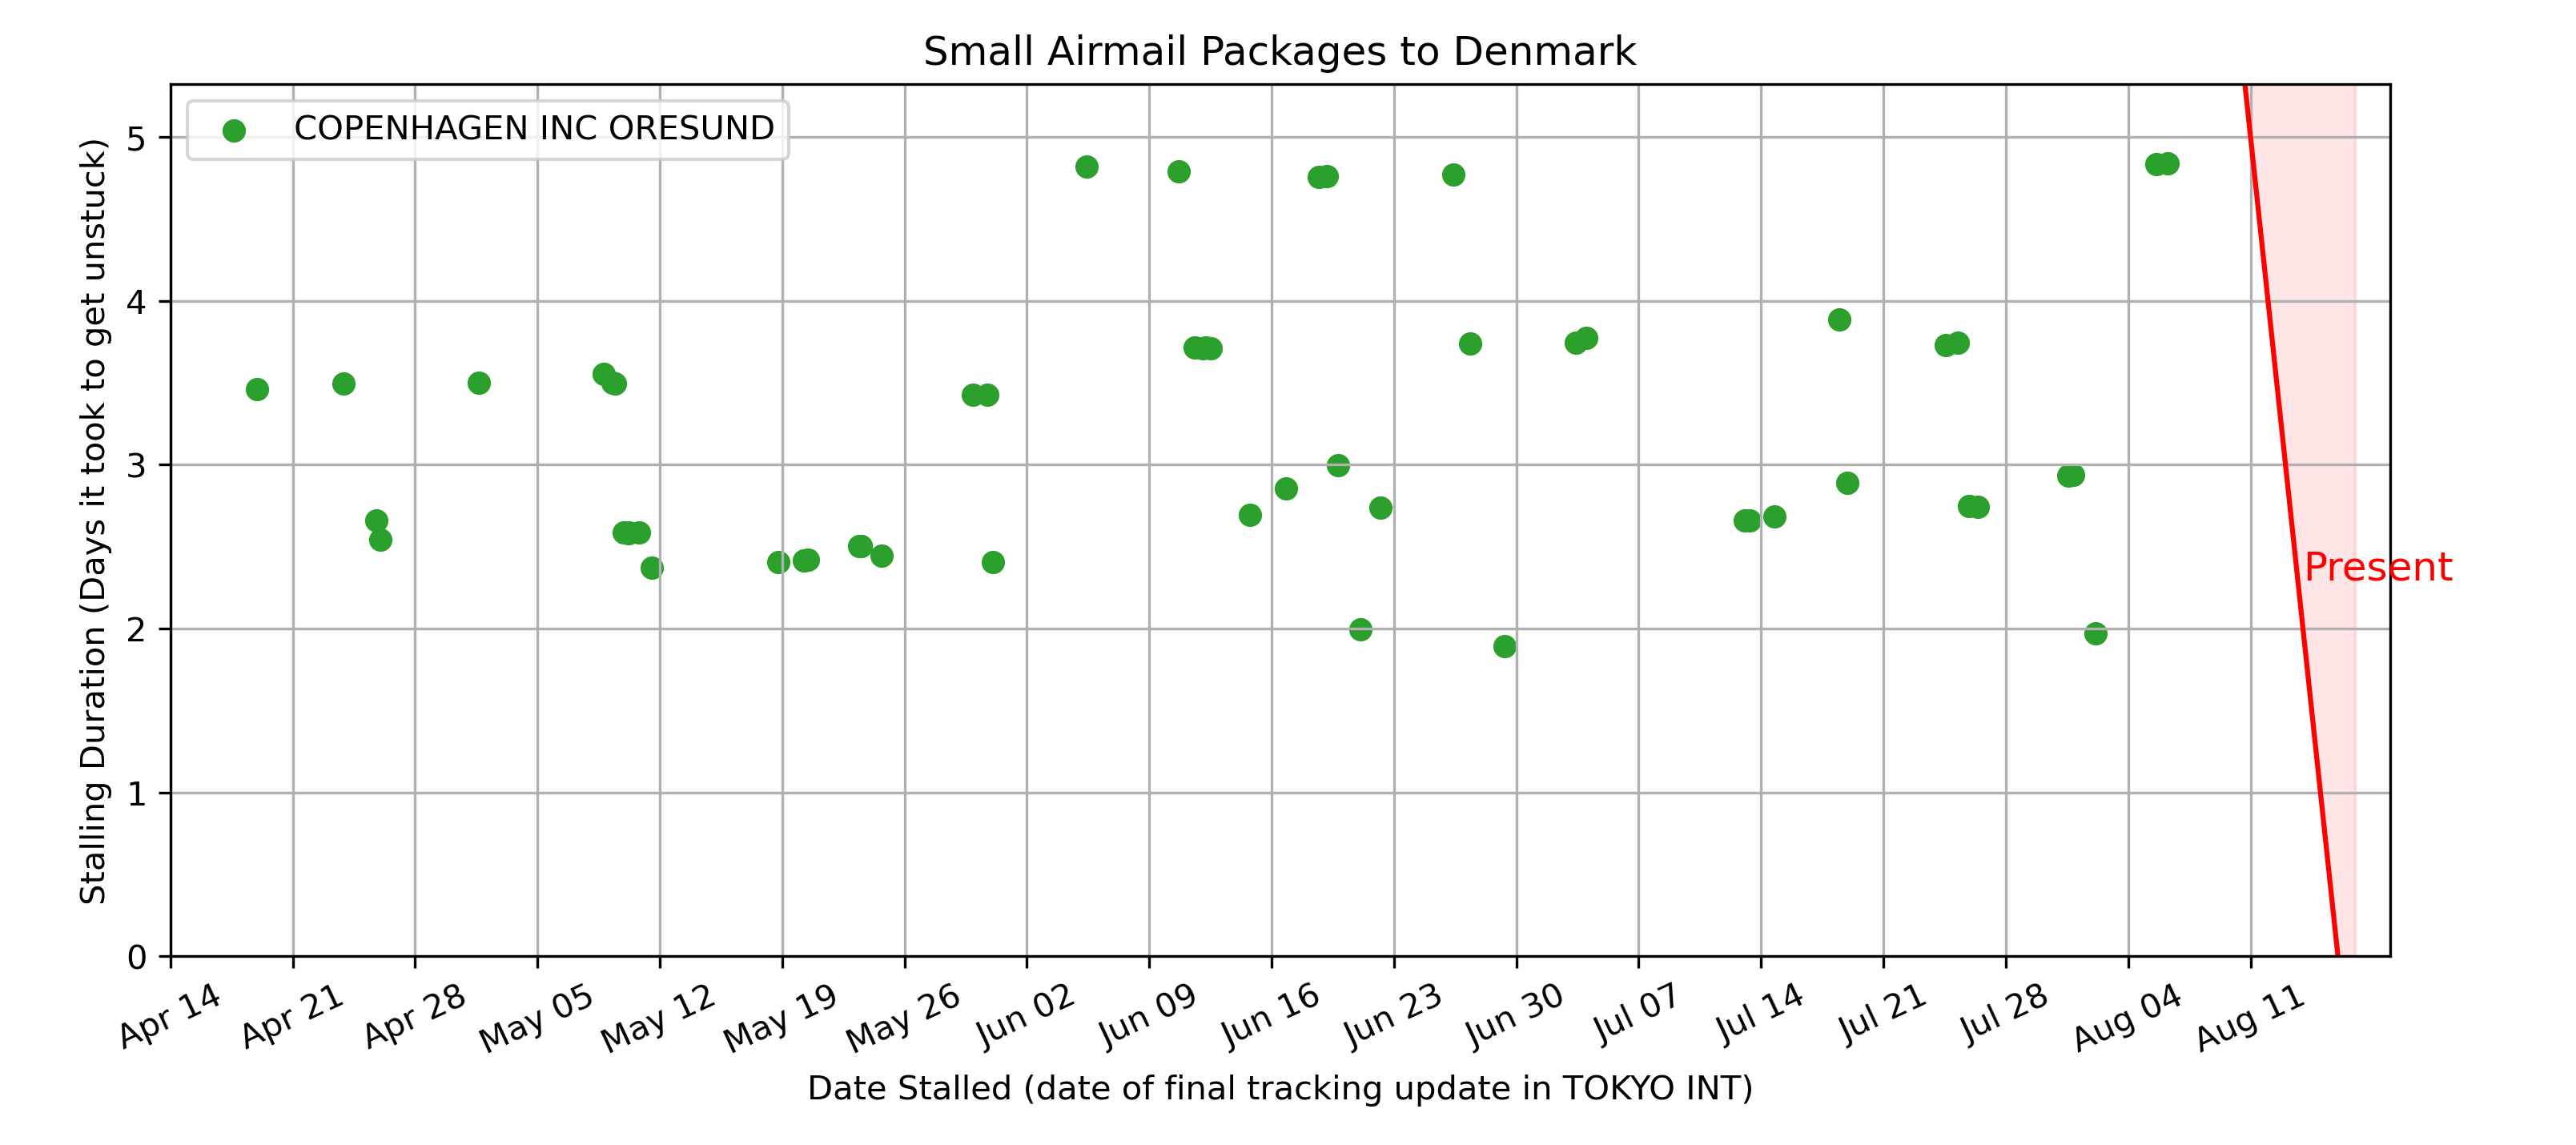 Small Airmail Packages to Denmark
COPENHAGEN INC ORESUND
Stalling Duration (Days it took to get unstuck)
5
4
3
2
1
0
Present
Apr 14
Apr 21
Apr 28
May 05
May 12
May 19
May 26
Jun 02
Jun 09
Jun 16
Jun 23
Jun 30
Jul 07
Jul 14
Jul 21
Jul 28
Aug 04
Aug 11
Date Stalled (date of final tracking update in TOKYO INT)